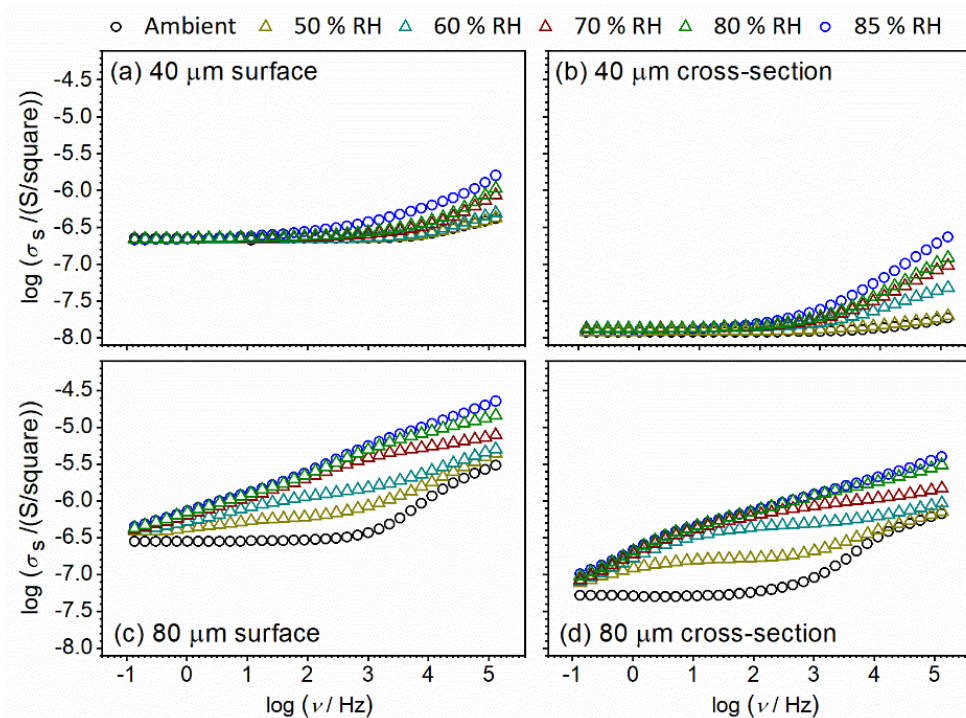 Ambient 50 % RH 60 % RH 70 % RH 80 % RH 85 % RH
(a) 40 μm surface
(b) 40 μm cross-section
log (σ s /(S/square))
-4.5
-5.0
-5.5
-6.0
-6.5
-7.0
-7.5
-8.0
(c) 80 μm surface
(d) 80 μm cross-section
log (σ s /(S/square))
-4.5
-5.0
-5.5
-6.0
-6.5
-7.0
-7.5
-8.0
-1 0 1 2 3 4 5
-1 0 1 2 3 4 5
log (ν / Hz)
log (ν / Hz)